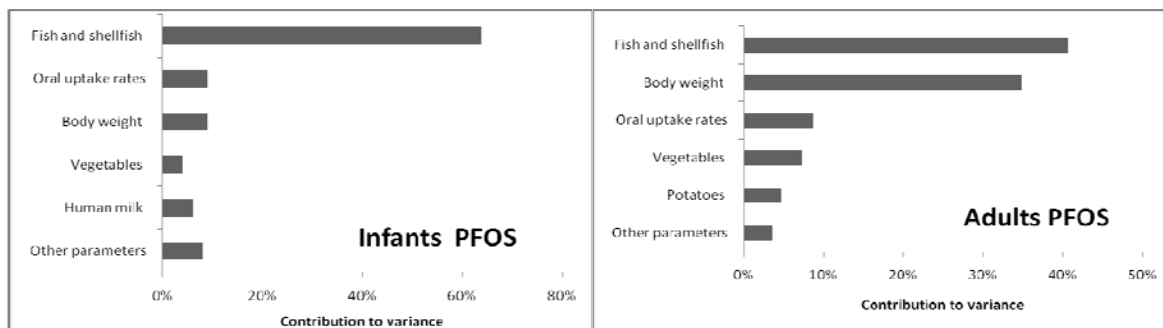 Fish and shellfish
Oral uptake rates
Body weight
Vegetables
Human milk
Other parameters
Infants PFOS
0% 20% 40% 60% 80%
Contribution to variance
Fish and shellfish
Body weight
Oral uptake rates
Vegetables
Potatoes
Other parameters
Adults PFOS
0% 10% 20% 30% 40% 50%
Contribution to variance